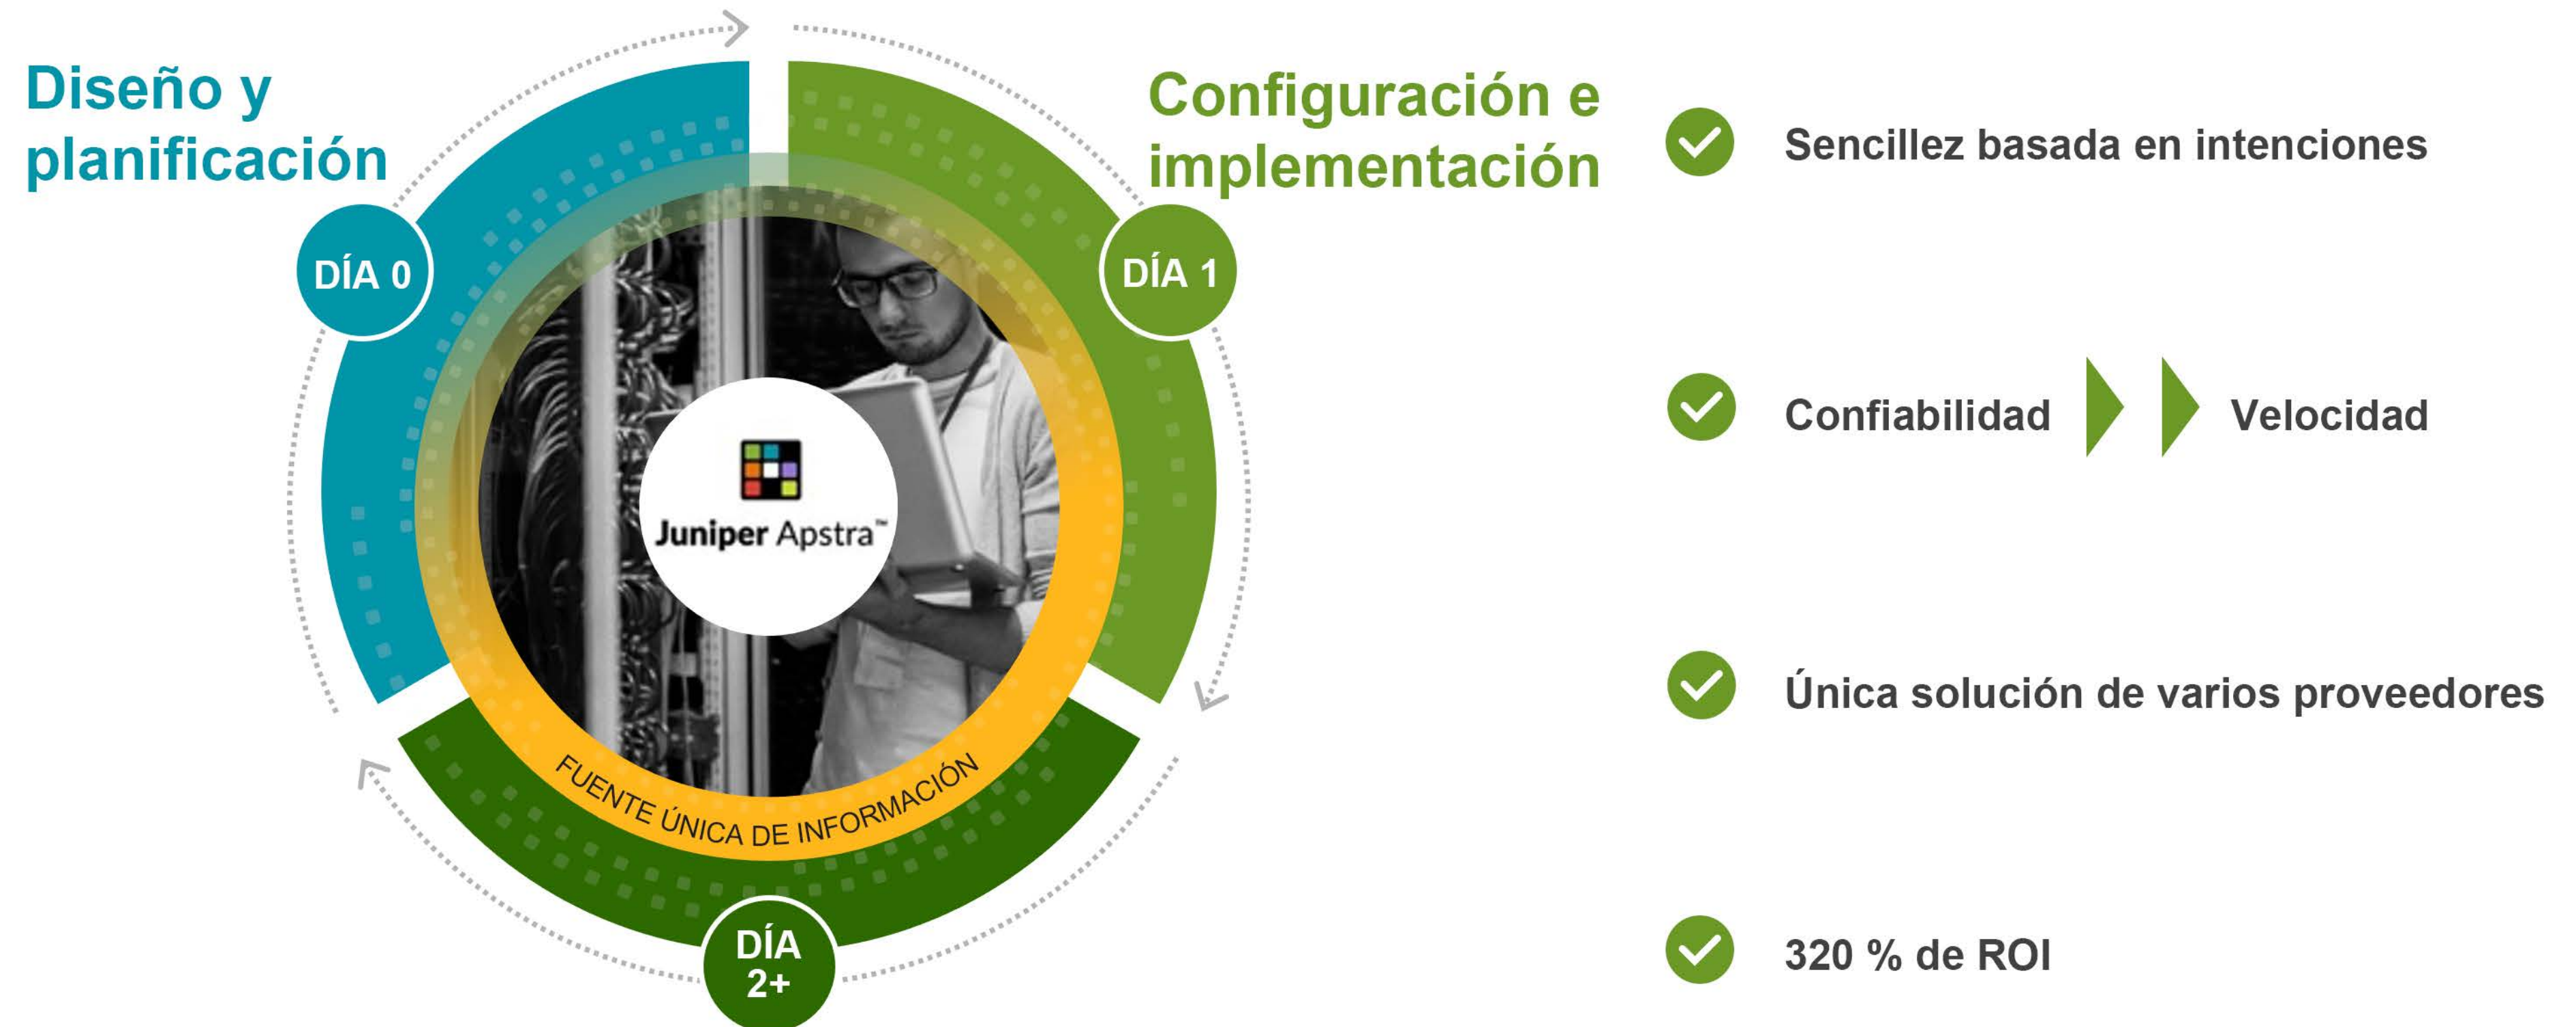 Diseño y
planificación
DÍA 0
Configuración e
implementación
DÍA 1
Juniper Apstra™
FUENTE ÚNICA DE INFORMACIÓN
DÍA
2+
Sencillez basada en intenciones
Confiabilidad
Velocidad
Única solución de varios proveedores
320 % de ROI